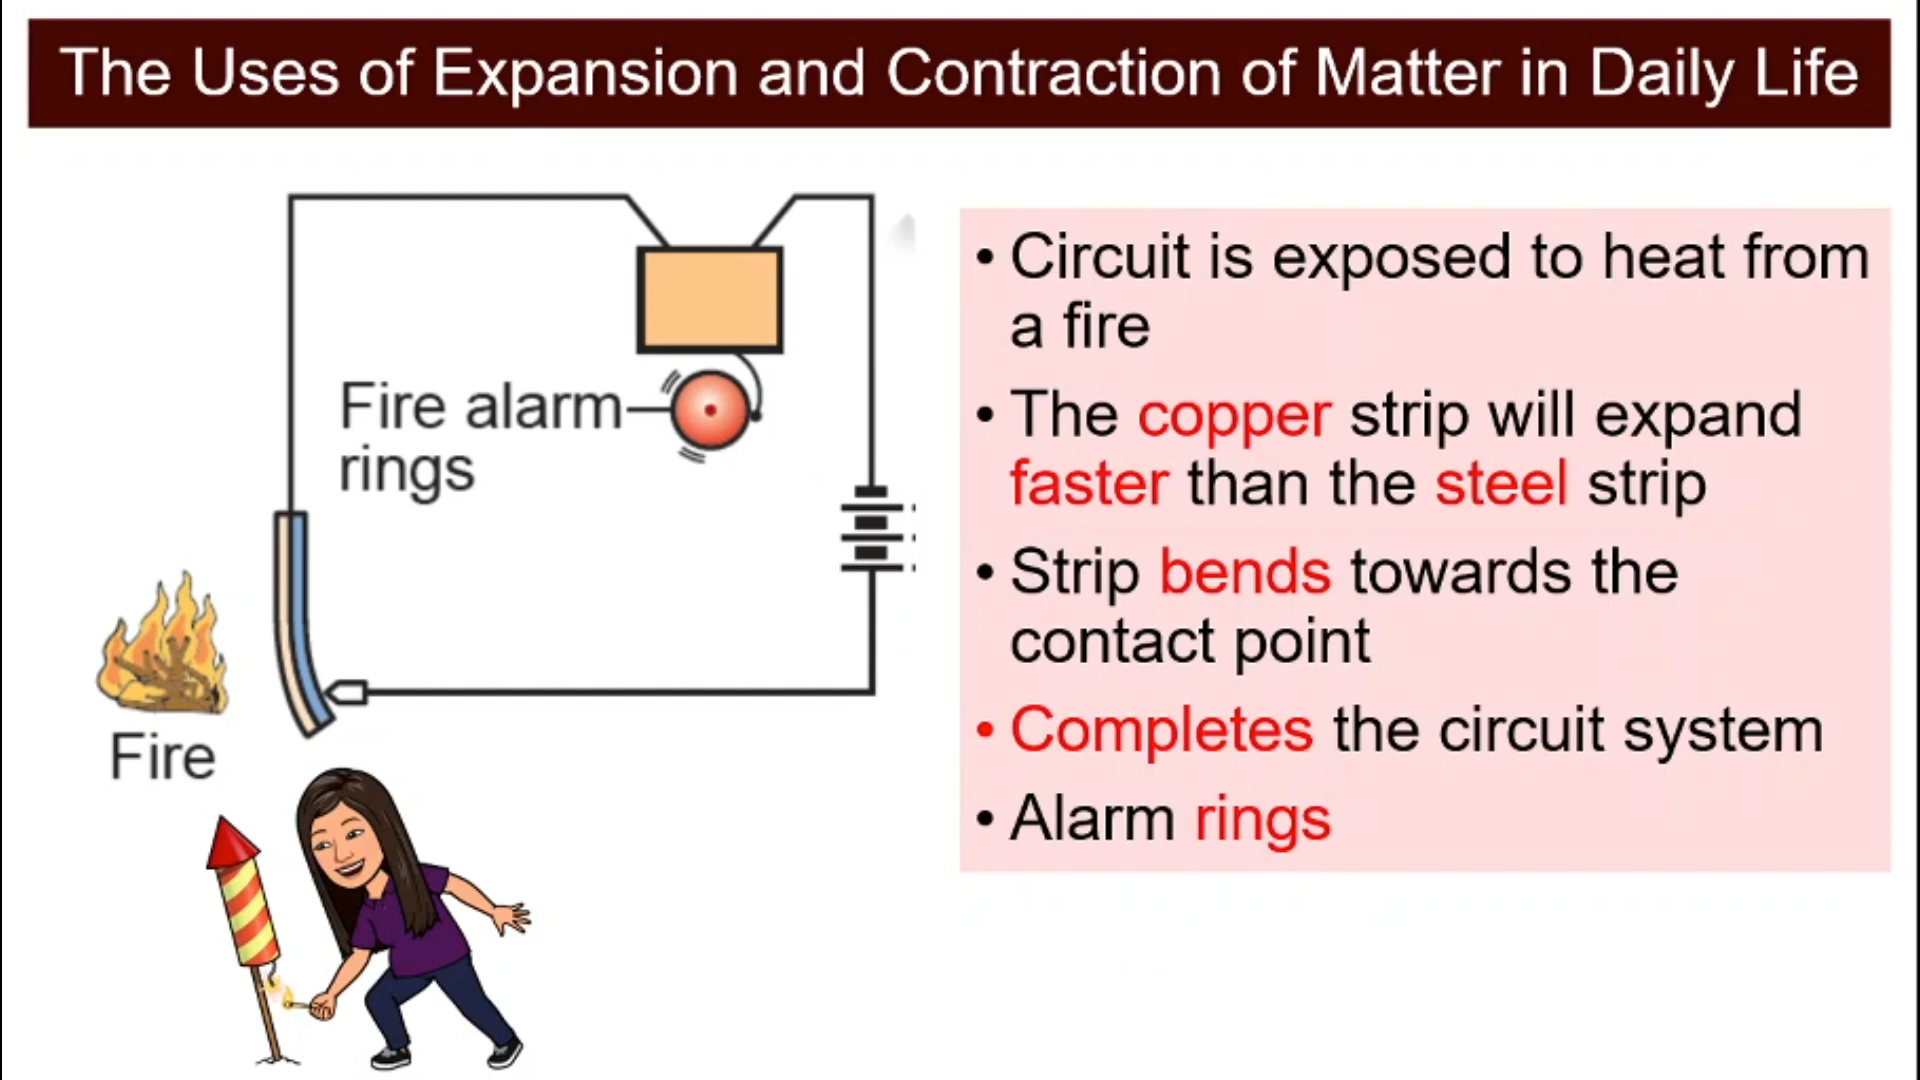 The Uses of Expansion and Contraction of Matter in Daily Life
Fire alarm
rings
Fire
• Circuit is exposed to heat from
a fire
• The copper strip will expand
faster than the steel strip
• Strip bends towards the
contact point
• Completes the circuit system
• Alarm rings